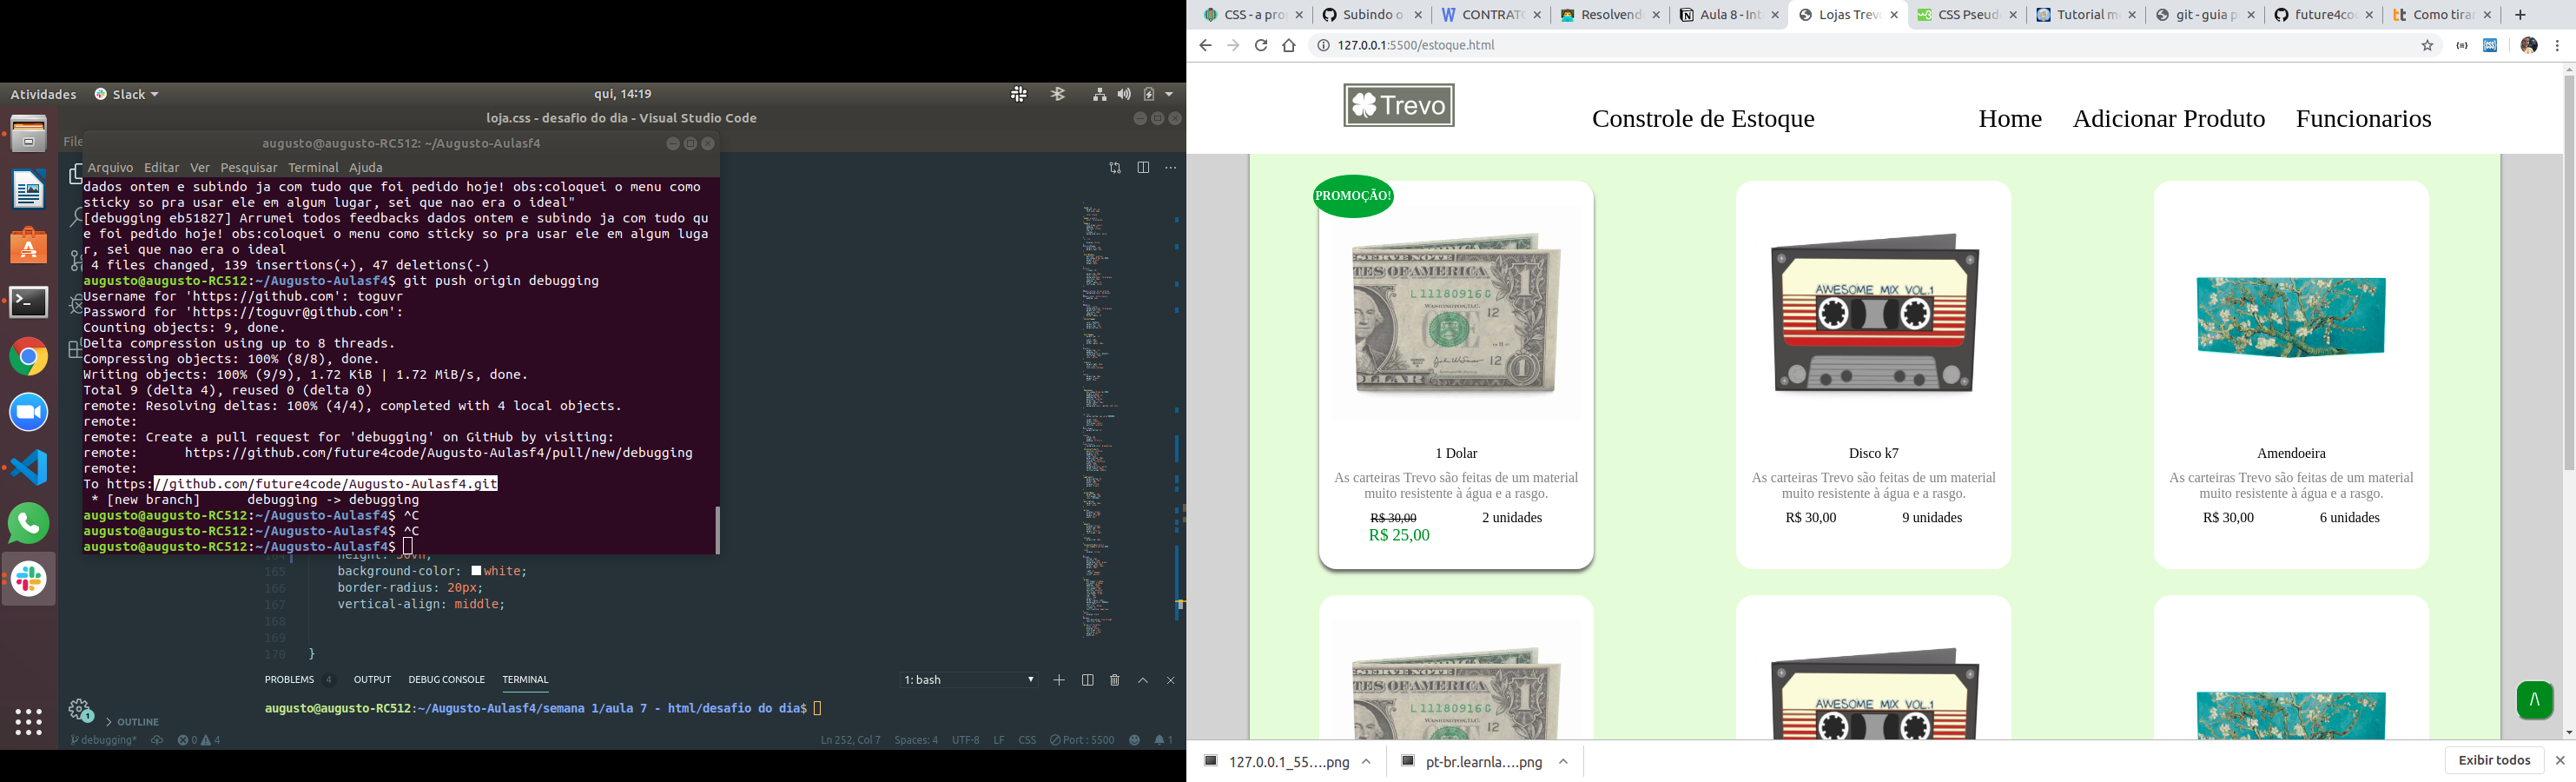 Atividades
Slack
qui, 14:19
loja.css - desafio do dia - Visual Studio Code
File
augusto@augusto-RC512: ~/Augusto-Aulasf4
Arquivo Editar Ver Pesquisar Terminal Ajuda
dados ontem e subindo ja com tudo que foi pedido hoje! obs:coloquei o menu como
sticky so pra usar ele em algum lugar, sei que nao era o ideal"
[debugging eb51827] Arrumei todos feedbacks dados ontem e subindo ja com tudo qu
e foi pedido hoje! obs:coloquei o menu como sticky so pra usar ele em algum luga
r, sei que nao era o ideal
4 files changed, 139 insertions(+), 47 deletions(-)
augusto@augusto-RC512:~/Augusto-Aulasf4$ git push origin debugging
Username for 'https://github.com': toguvr
Password for 'https://toguvr@github.com':
Counting objects: 9, done.
Delta compression using up to 8 threads.
Compressing objects: 100% (8/8), done.
Writing objects: 100% (9/9), 1.72 KiB | 1.72 MiB/s, done.
Total 9 (delta 4), reused 0 (delta 0)
remote: Resolving deltas: 100% (4/4), completed with 4 local objects.
remote:
remote: Create a pull request for 'debugging' on GitHub by visiting:
remote: https://github.com/future4code/Augusto-Aulasf4/pull/new/debugging
remote:
To https://github.com/future4code/Augusto-Aulasf4.git
* [new branch] debugging -> debugging
augusto@augusto-RC512:~/Augusto-Aulasf4$ ^C
augusto@augusto-RC512:~/Augusto-Aulasf4$ ^C
augusto@augusto-RC512:~/Augusto-Aulasf4$
165 background-color: white;
166 border-radius: 20px;
167 vertical-align: middle;
168
169
170 }
PROBLEMS 4 OUTPUT DEBUG CONSOLE TERMINAL
1: bash
augusto@augusto-RC512:~/Augusto-Aulasf4/semana 1/aula 7 - html/desafio do dia$
OUTLINE
debugging* 0 4
Ln 252, Col 7 Spaces: 4 UTF-8 LF CSS Port : 5500 1
CSS - a pro
Subindo o
CONTRATO
Resolvend
Aula 8 - Int
Lojas Trev
CSS Pseud
Tutorial m
git - guia p
future4co
Como tirar
127.0.0.1:5500/estoque.html
Trevo
Constrole de Estoque
Home Adicionar Produto Funcionarios
PROMOÇÃO!
AWESOME MIX VOL.1
1 Dolar
As carteiras Trevo são feitas de um material
muito resistente à água e a rasgo.
R$ 30,00 2 unidades
R$ 25,00
Disco k7
As carteiras Trevo são feitas de um material
muito resistente à água e a rasgo.
R$ 30,00 9 unidades
Amendoeira
As carteiras Trevo são feitas de um material
muito resistente à água e a rasgo.
R$ 30,00 6 unidades
AWESOME MIX VOL.1
127.0.0.1_55....png
pt-br.learnla....png
Exibir todos